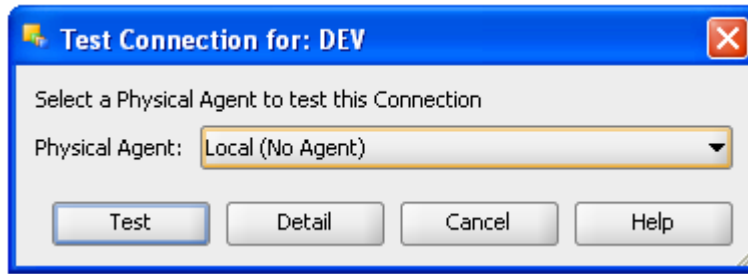 Test Connection for: DEV
Select a Physical Agent to test this Connection
Physical Agent: Local (No Agent)
Test Detail Cancel Help